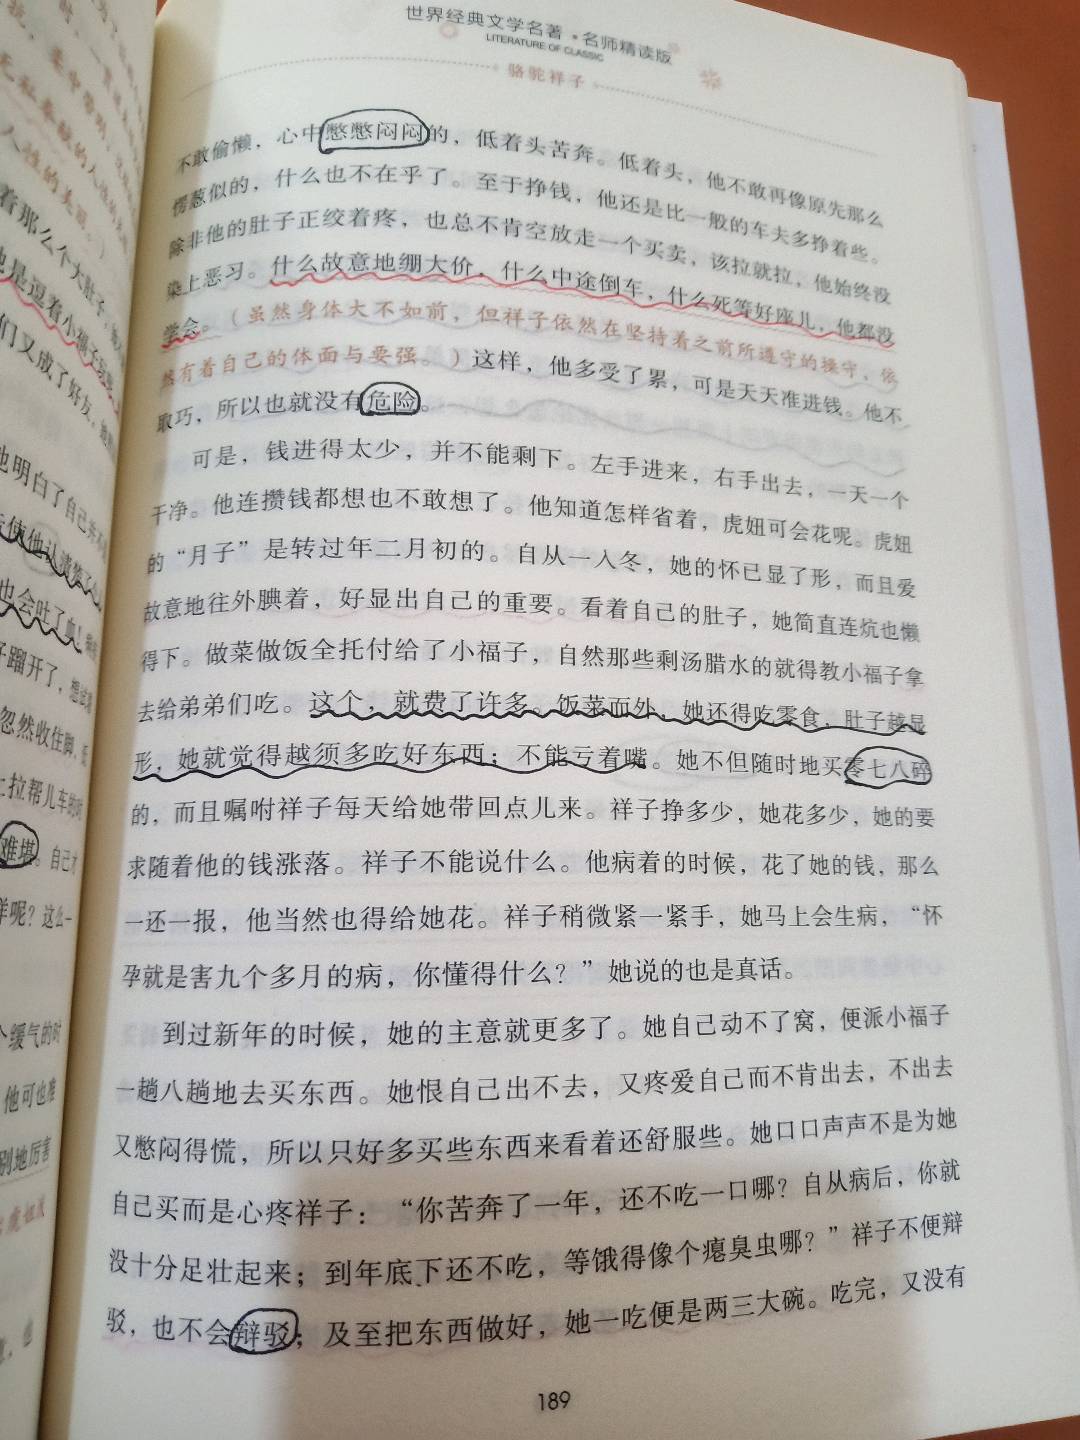 世界经典文学名著·名师精读版
LITERATURE OF CLASSIC
骆驼祥子
不敢偷懒，心中憋憋闷闷的，低着头苦奔。低着头，他不敢再像原先那么
愣葱似的，什么也不在乎了。至于挣钱，他还是比一般的车夫多挣着些。
除非他的肚子正绞着疼，也总不肯空放走一个买卖，该拉就拉，他始终没
染上恶习。什么故意地绷大价，什么中途倒车，什么死等好座儿，他都没
学会。（虽然身体大不如前，但祥子依然在坚持着之前所遵守的操守，依
然有着自己的体面与要强。）这样，他多受了累，可是天天准进钱。他不
取巧，所以也就没有危险。
可是，钱进得太少，并不能剩下。左手进来，右手出去，一天一个
干净。他连攒钱都想也不敢想了。他知道怎样省着，虎妞可会花呢。虎妞
的“月子”是转过年二月初的。自从一入冬，她的怀已显了形，而且爱
故意地往外腆着，好显出自己的重要。看着自己的肚子，她简直连炕也懒
得下。做菜做饭全托付给了小福子，自然那些剩汤腊水的就得教小福子拿
去给弟弟们吃。这个，就费了许多。饭菜而外，她还得吃零食，肚子越显
形，她就觉得越须多吃好东西；不能亏着嘴。她不但随时地买零七八碎
的，而且嘱咐祥子每天给她带回点儿来。祥子挣多少，她花多少，她的要
求随着他的钱涨落。祥子不能说什么。他病着的时候，花了她的钱，那么
一还一报，他当然也得给她花。祥子稍微紧一紧手，她马上会生病，“怀
孕就是害九个多月的病，你懂得什么？”她说的也是真话。
到过新年的时候，她的主意就更多了。她自己动不了窝，便派小福子
一趟八趟地去买东西。她恨自己出不去，又疼爱自己而不肯出去，不出去
又憋闷得慌，所以只好多买些东西来看着还舒服些。她口口声声不是为她
自己买而是心疼祥子：“你苦奔了一年，还不吃一口哪？自从病后，你就
没十分足壮起来；到年底下还不吃，等饿得像个瘪臭虫哪？”祥子不便辩
驳，也不会辩驳；及至把东西做好，她一吃便是两三大碗。吃完，又没有
189